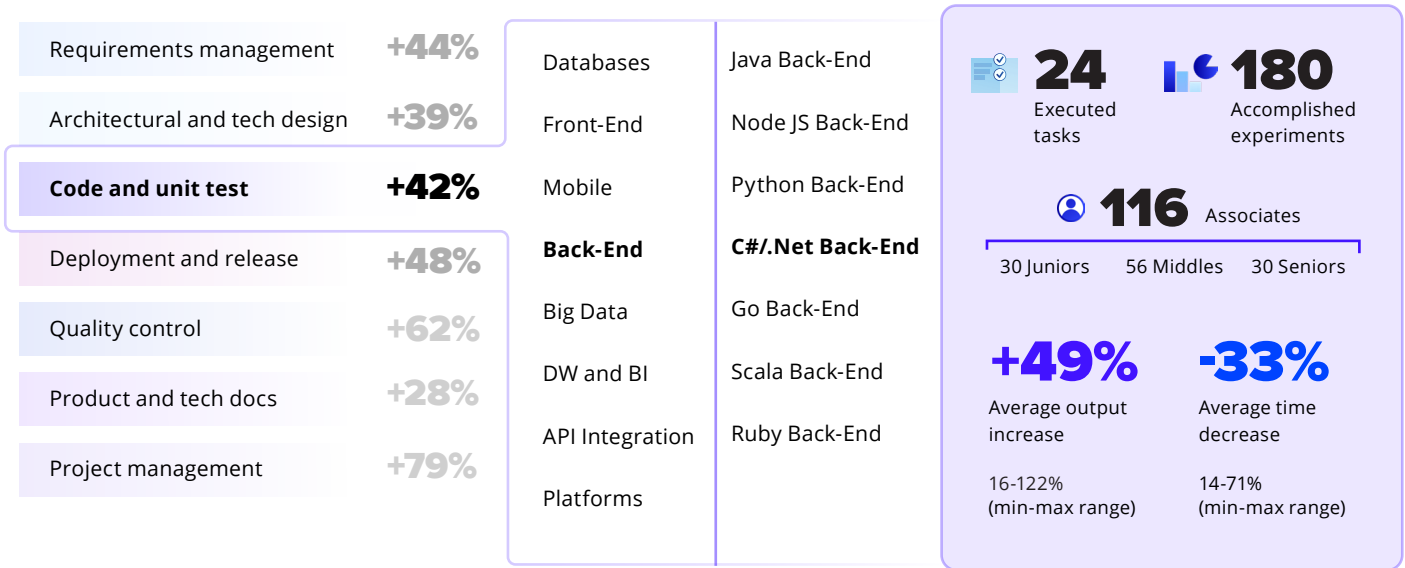 Requirements management +44%
Architectural and tech design +39%
Code and unit test +42%
Deployment and release +48%
Quality control +62%
Product and tech docs +28%
Project management +79%
Databases
Front-End
Mobile
Back-End
Big Data
DW and BI
API Integration
Platforms
Java Back-End
Node JS Back-End
Python Back-End
C#/.Net Back-End
Go Back-End
Scala Back-End
Ruby Back-End
24
Executed
tasks
180
Accomplished
experiments
116 Associates
30 Juniors 56 Middles 30 Seniors
+49%
Average output
increase
16-122%
(min-max range)
-33%
Average time
decrease
14-71%
(min-max range)